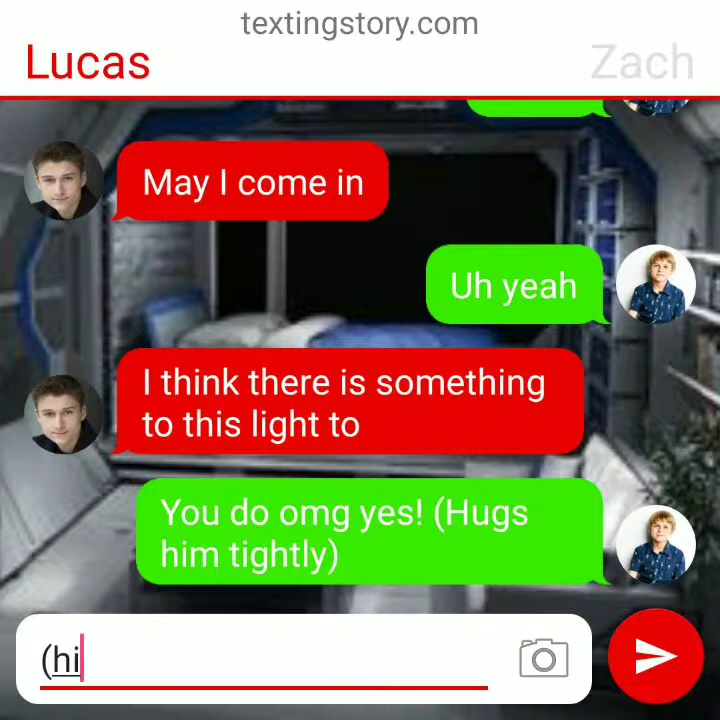 textingstory.com
Lucas
Zach
May I come in
Uh yeah
I think there is something
to this light to
You do omg yes! (Hugs
him tightly)
(hi